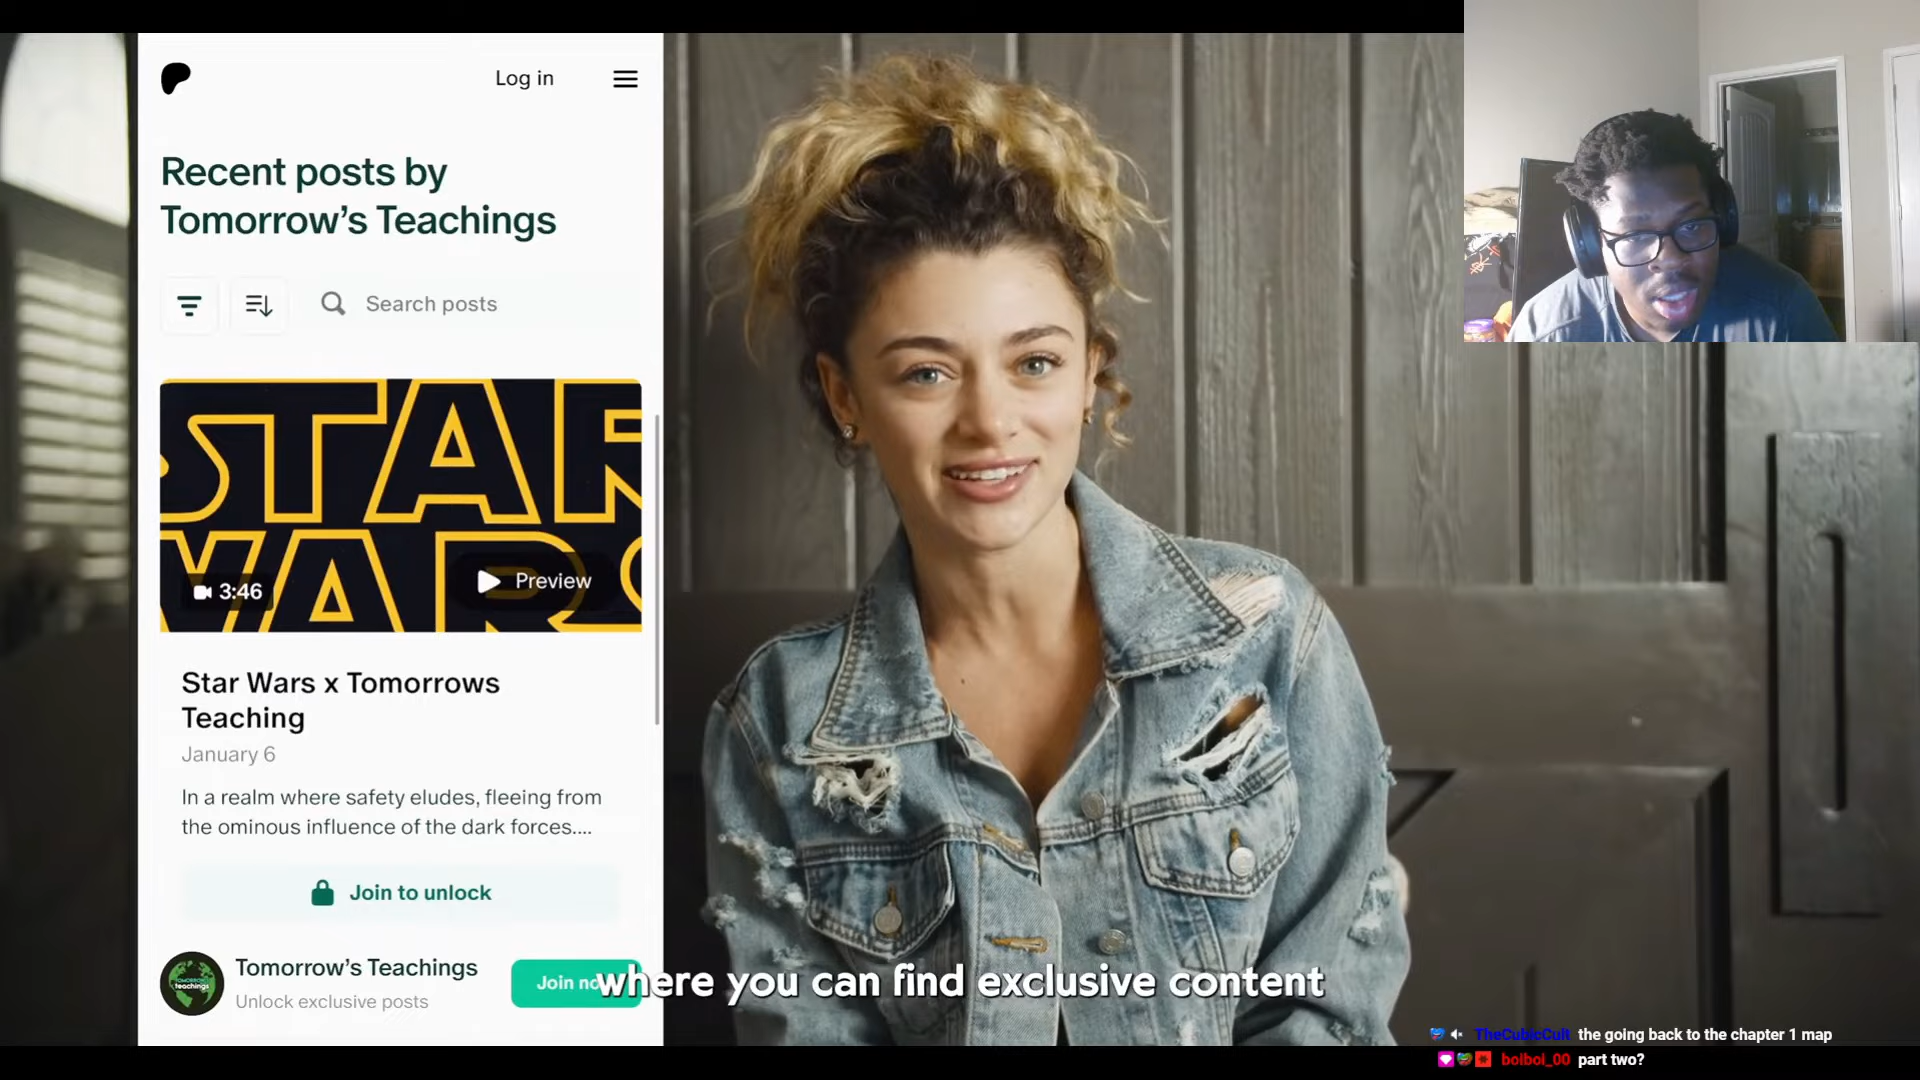 Log in
Recent posts by
Tomorrow's Teachings
Search posts
STAR
WARS
3:46
Preview
Star Wars x Tomorrows
Teaching
January 6
In a realm where safety eludes, fleeing from
the ominous influence of the dark forces....
Join to unlock
Tomorrow's Teachings
Unlock exclusive posts
Join no
where you can find exclusive content
TheCubicCult the going back to the chapter 1 map
boiboi_00 part two?